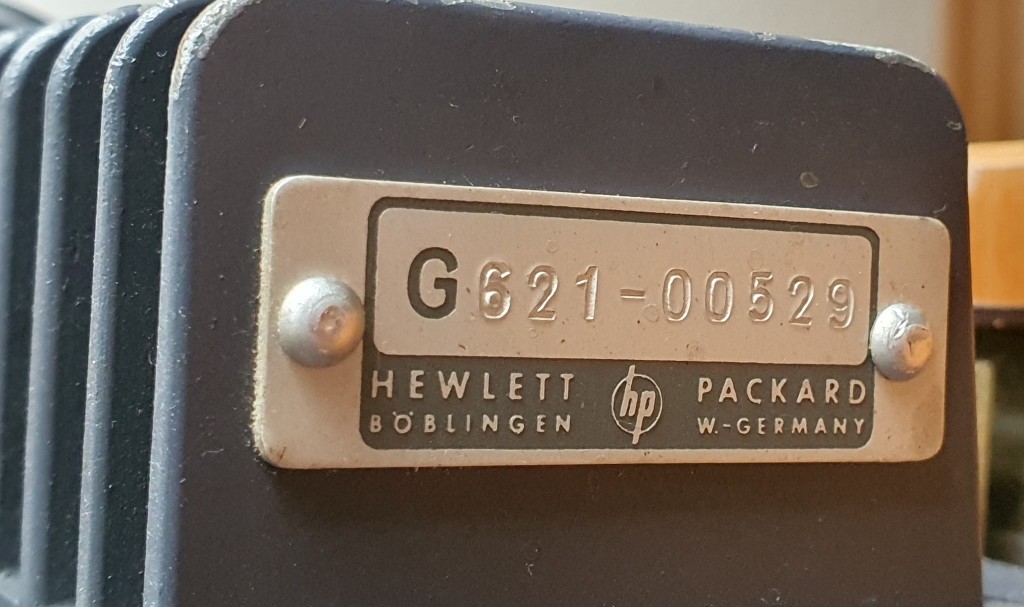 G621-00529
HEWLETT hp PACKARD
BÖBLINGEN W.-GERMANY